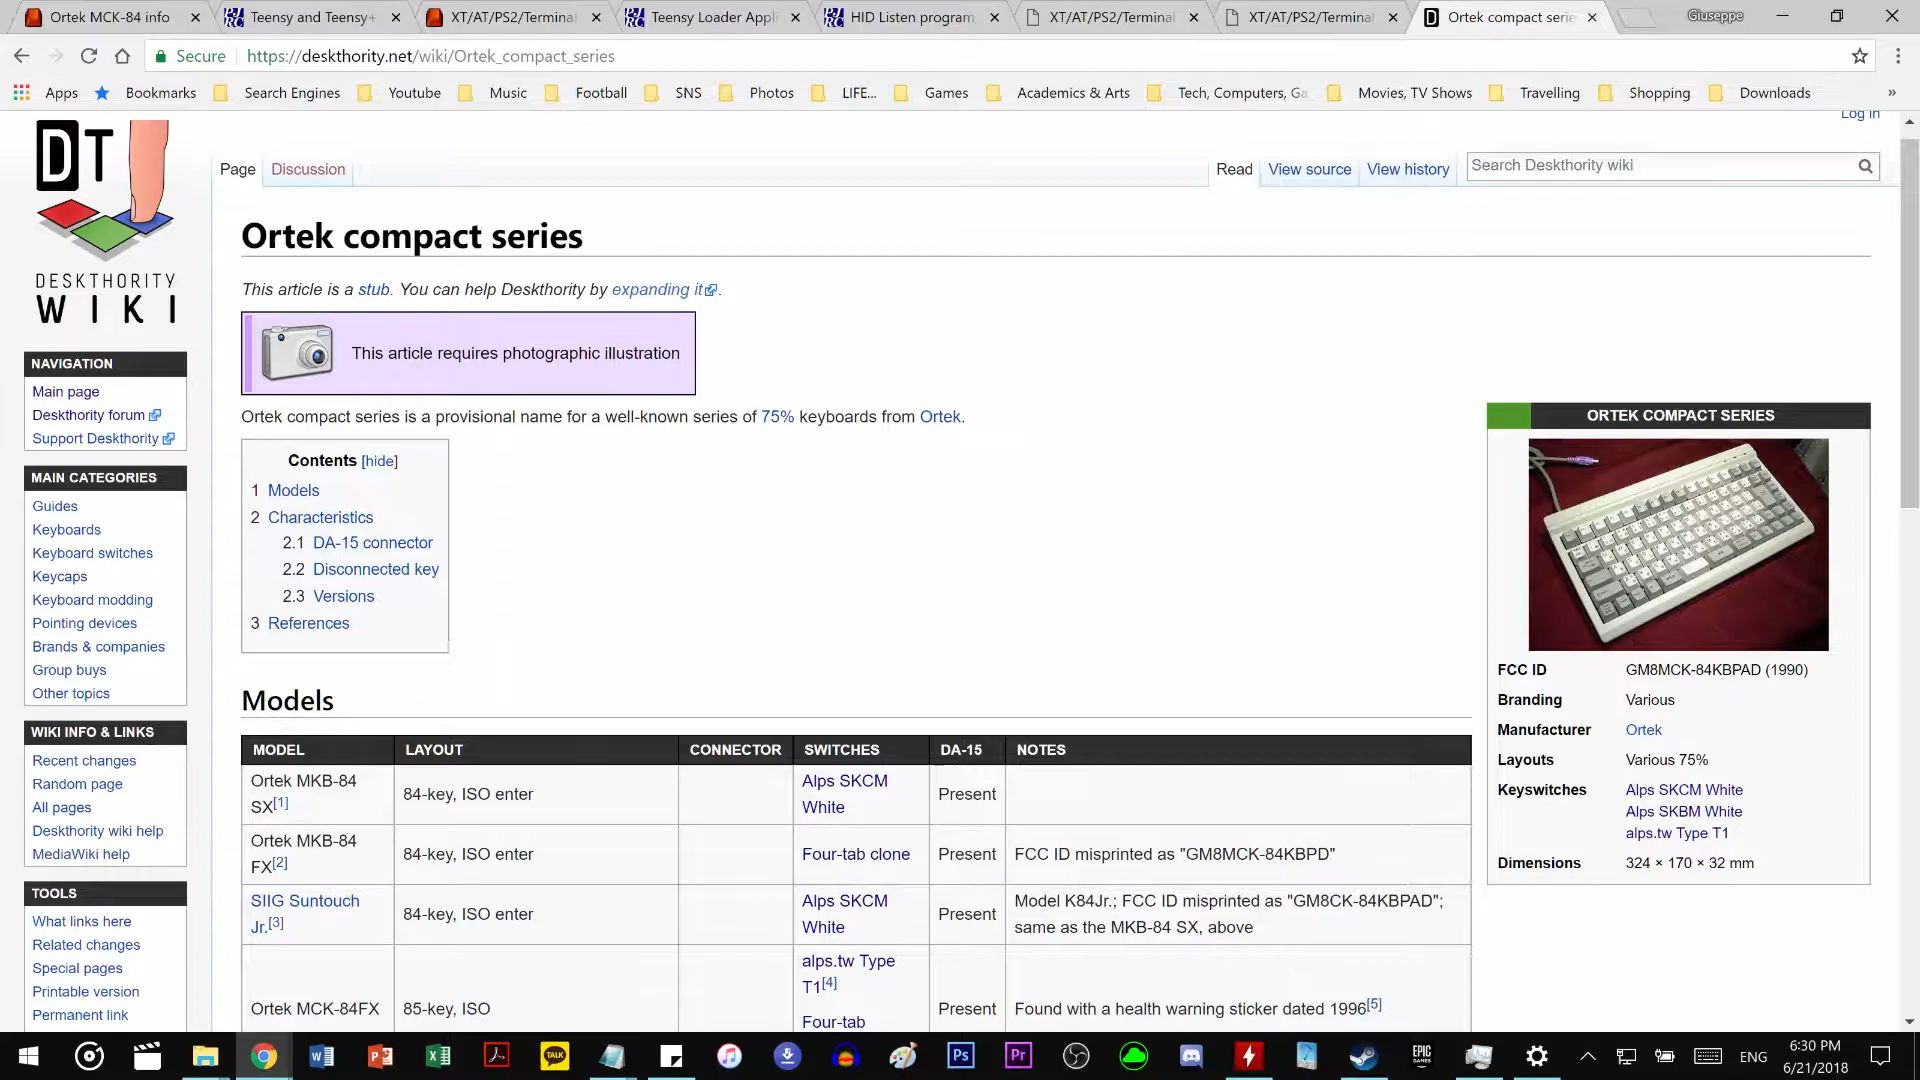 Ortek MCK-84 info
Teensy and Teensy+
XT/AT/PS2/Terminal
Teensy Loader Appli
HID Listen program
XT/AT/PS2/Terminal
XT/AT/PS2/Terminal
Ortek compact serie
Giuseppe
Secure
https://deskthority.net/wiki/Ortek_compact_series
Apps
Bookmarks
Search Engines
Youtube
Music
Football
SNS
Photos
LIFE...
Games
Academics & Arts
Tech, Computers, Ga
Movies, TV Shows
Travelling
Shopping
Downloads
»
Log in
DT
DESKTHORITY
WIKI
Page
Discussion
Read
View source
View history
Search Deskthority wiki
Ortek compact series
This article is a stub. You can help Deskthority by expanding it.
This article requires photographic illustration
Ortek compact series is a provisional name for a well-known series of 75% keyboards from Ortek.
Contents [hide]
1 Models
2 Characteristics
2.1 DA-15 connector
2.2 Disconnected key
2.3 Versions
3 References
NAVIGATION
Main page
Deskthority forum
Support Deskthority
MAIN CATEGORIES
Guides
Keyboards
Keyboard switches
Keycaps
Keyboard modding
Pointing devices
Brands & companies
Group buys
Other topics
WIKI INFO & LINKS
Recent changes
Random page
All pages
Deskthority wiki help
MediaWiki help
TOOLS
What links here
Related changes
Special pages
Printable version
Permanent link
ORTEK COMPACT SERIES
FCC ID GM8MCK-84KBPAD (1990)
Branding Various
Manufacturer Ortek
Layouts Various 75%
Keyswitches Alps SKCM White
Alps SKBM White
alps.tw Type T1
Dimensions 324 × 170 × 32 mm
Models
MODEL LAYOUT CONNECTOR SWITCHES DA-15 NOTES
Ortek MKB-84 SX[1] 84-key, ISO enter Alps SKCM White Present
Ortek MKB-84 FX[2] 84-key, ISO enter Four-tab clone Present FCC ID misprinted as "GM8MCK-84KBPD"
SIIG Suntouch Jr.[3] 84-key, ISO enter Alps SKCM White Present Model K84Jr.; FCC ID misprinted as "GM8CK-84KBPAD";
same as the MKB-84 SX, above
Ortek MCK-84FX 85-key, ISO alps.tw Type T1[4] Four-tab Present Found with a health warning sticker dated 1996[5]
TALK
Ps
Pr
EPIC GAMES
ENG
6:30 PM
6/21/2018